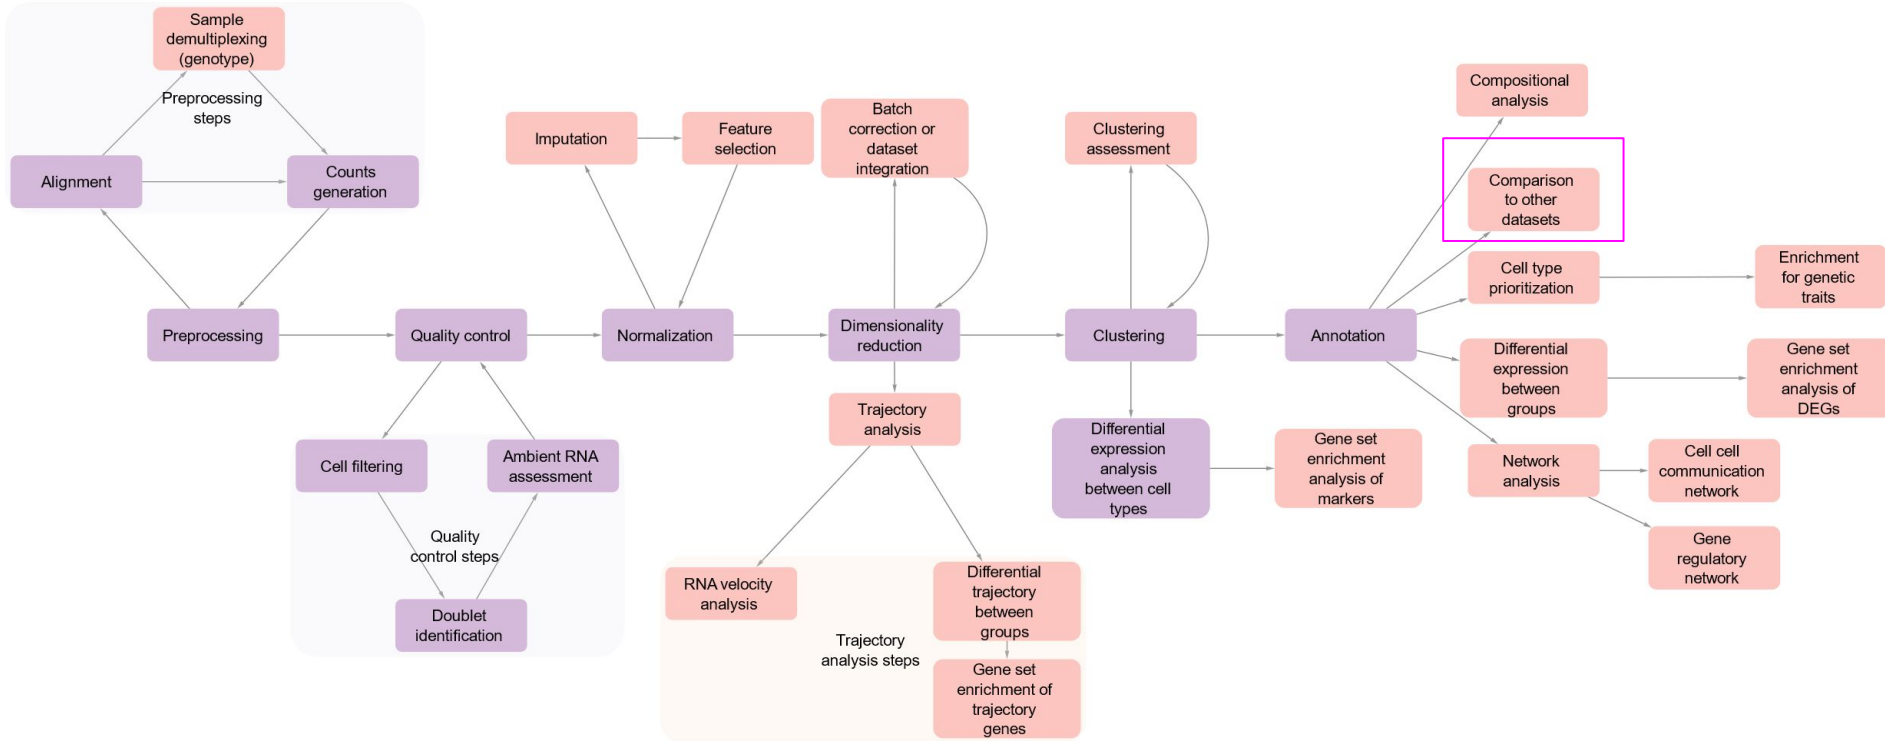 Sample
demultiplexing
(genotype)
Preprocessing
steps
Alignment
Counts
generation
Imputation
Feature
selection
Batch
correction or
dataset
integration
Clustering
assessment
Compositional
analysis
Comparison
to other
datasets
Cell type
prioritization
Enrichment
for genetic
traits
Preprocessing
Quality control
Normalization
Dimensionality
reduction
Clustering
Annotation
Differential
expression
between
groups
Gene set
enrichment
analysis of
DEGs
Trajectory
analysis
Differential
expression
analysis
between cell
types
Gene set
enrichment
analysis of
markers
Network
analysis
Cell cell
communication
network
Cell filtering
Ambient RNA
assessment
Quality
control steps
Doublet
identification
Gene
regulatory
network
RNA velocity
analysis
Differential
trajectory
between
groups
Trajectory
analysis steps
Gene set
enrichment of
trajectory
genes